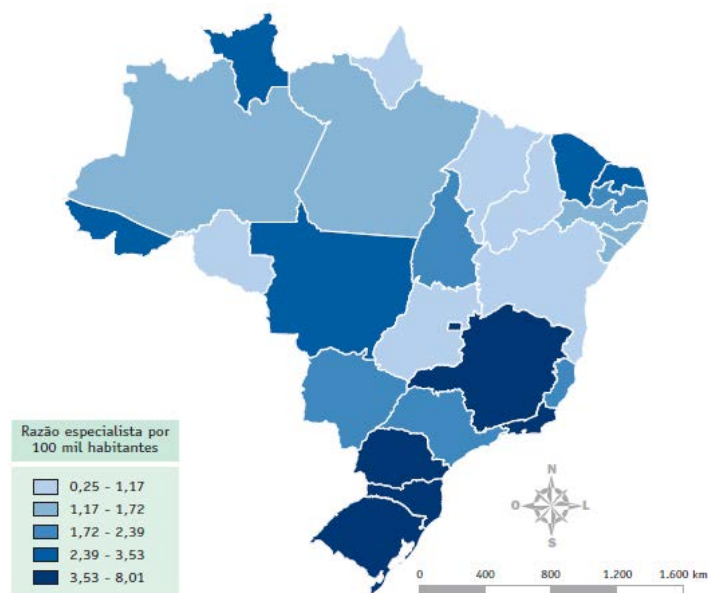 Razão especialista por
100 mil habitantes
0,25 - 1,17
1,17 - 1,72
1,72 - 2,39
2,39 - 3,53
3,53 - 8,01
N
O L
S
0 400 800 1.200 1.600 km